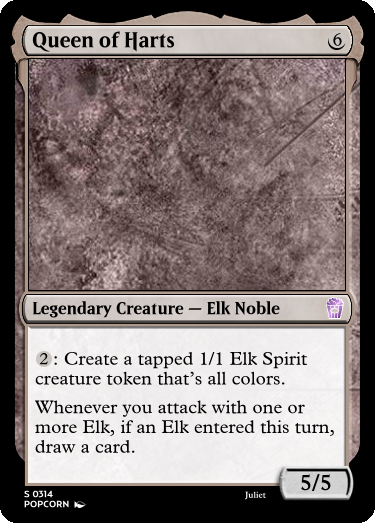 Queen of Harts 6
Legendary Creature — Elk Noble
2: Create a tapped 1/1 Elk Spirit
creature token that's all colors.
Whenever you attack with one or
more Elk, if an Elk entered this turn,
draw a card.
5/5
S 0314
POPCORN Juliet